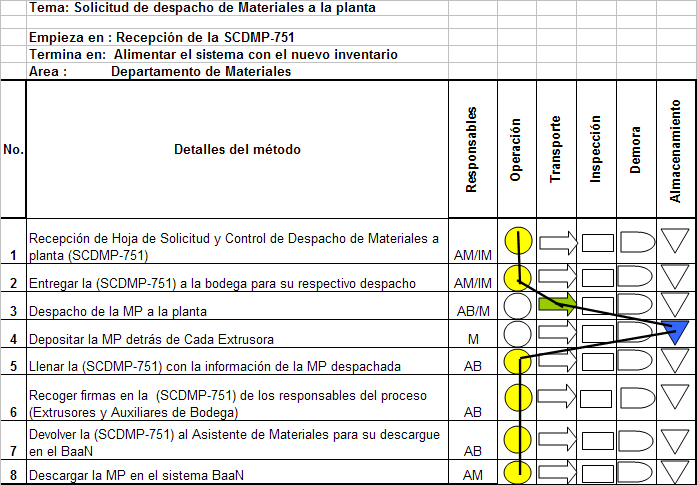 Tema: Solicitud de despacho de Materiales a la planta
Empieza en : Recepción de la SCDMP-751
Termina en: Alimentar el sistema con el nuevo inventario
Area : Departamento de Materiales
No. Detalles del método Responsables Operación Transporte Inspección Demora Almacenamiento
Recepción de Hoja de Solicitud y Control de Despacho de Materiales a
1 planta (SCDMP-751) AM/IM
2 Entregar la (SCDMP-751) a la bodega para su respectivo despacho AM/IM
3 Despacho de la MP a la planta AB/M
4 Depositar la MP detrás de Cada Extrusora M
5 Llenar la (SCDMP-751) con la información de la MP despachada AB
Recoger firmas en la (SCDMP-751) de los responsables del proceso
6 (Extrusores y Auxiliares de Bodega) AB
Devolver la (SCDMP-751) al Asistente de Materiales para su descargue
7 en el BaaN AB
8 Descargar la MP en el sistema BaaN AM